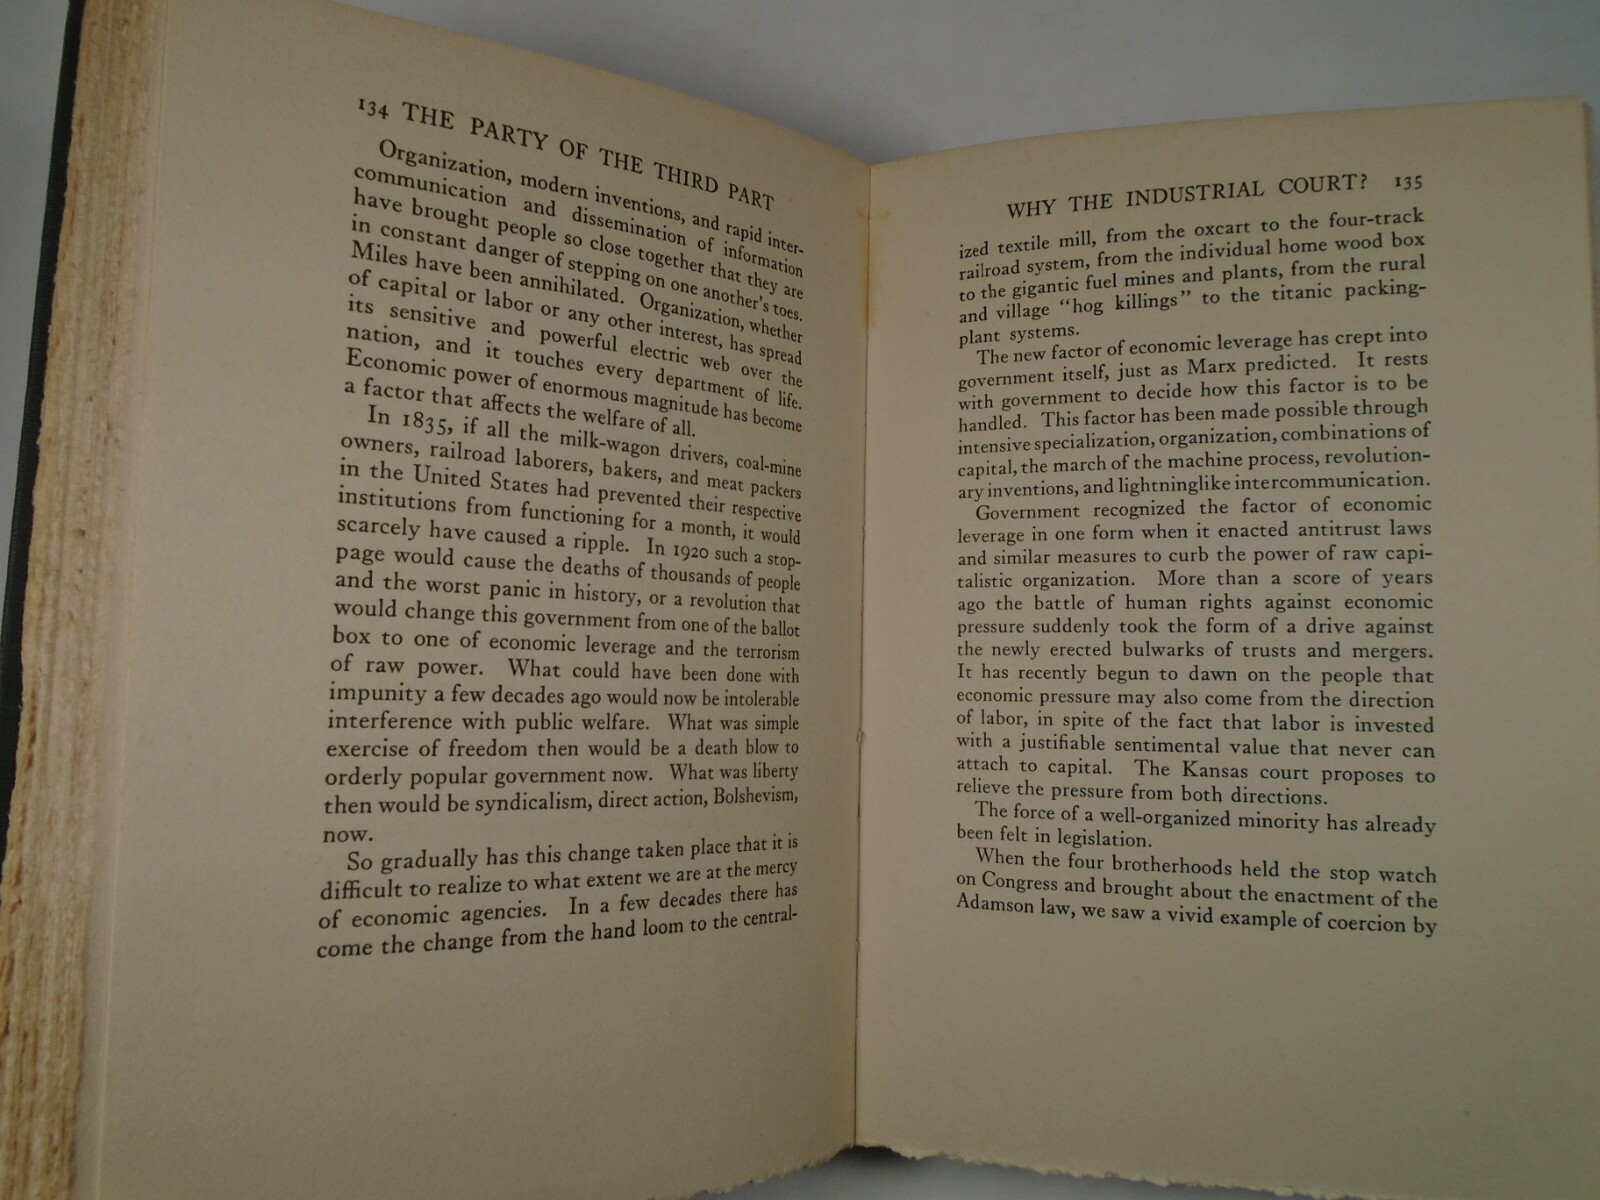 134 THE PARTY OF THE THIRD PART
Organization, modern inventions, and rapid inter-
communication and dissemination of information
have brought people so close together that they are
in constant danger of stepping on one another's toes.
Miles have been annihilated. Organization, whether
of capital or labor or any other interest, has spread
its sensitive and powerful electric web over the
nation, and it touches every department of life.
Economic power of enormous magnitude has become
a factor that affects the welfare of all.
In 1835, if all the milk-wagon drivers, coal-mine
owners, railroad laborers, bakers, and meat packers
in the United States had prevented their respective
institutions from functioning for a month, it would
scarcely have caused a ripple. In 1920 such a stop-
page would cause the deaths of thousands of people
and the worst panic in history, or a revolution that
would change this government from one of the ballot
box to one of economic leverage and the terrorism
of raw power. What could have been done with
impunity a few decades ago would now be intolerable
interference with public welfare. What was simple
exercise of freedom then would be a death blow to
orderly popular government now. What was liberty
then would be syndicalism, direct action, Bolshevism,
now.
So gradually has this change taken place that it is
difficult to realize to what extent we are at the mercy
of economic agencies. In a few decades there has
come the change from the hand loom to the central-
WHY THE INDUSTRIAL COURT? 135
ized textile mill, from the oxcart to the four-track
railroad system, from the individual home wood box
to the gigantic fuel mines and plants, from the rural
and village "hog killings" to the titanic packing-
plant systems.
The new factor of economic leverage has crept into
government itself, just as Marx predicted. It rests
with government to decide how this factor is to be
handled. This factor has been made possible through
intensive specialization, organization, combinations of
capital, the march of the machine process, revolution-
ary inventions, and lightninglike intercommunication.
Government recognized the factor of economic
leverage in one form when it enacted antitrust laws
and similar measures to curb the power of raw capi-
talistic organization. More than a score of years
ago the battle of human rights against economic
pressure suddenly took the form of a drive against
the newly erected bulwarks of trusts and mergers.
It has recently begun to dawn on the people that
economic pressure may also come from the direction
of labor, in spite of the fact that labor is invested
with a justifiable sentimental value that never can
attach to capital. The Kansas court proposes to
relieve the pressure from both directions.
The force of a well-organized minority has already
been felt in legislation.
When the four brotherhoods held the stop watch
on Congress and brought about the enactment of the
Adamson law, we saw a vivid example of coercion by